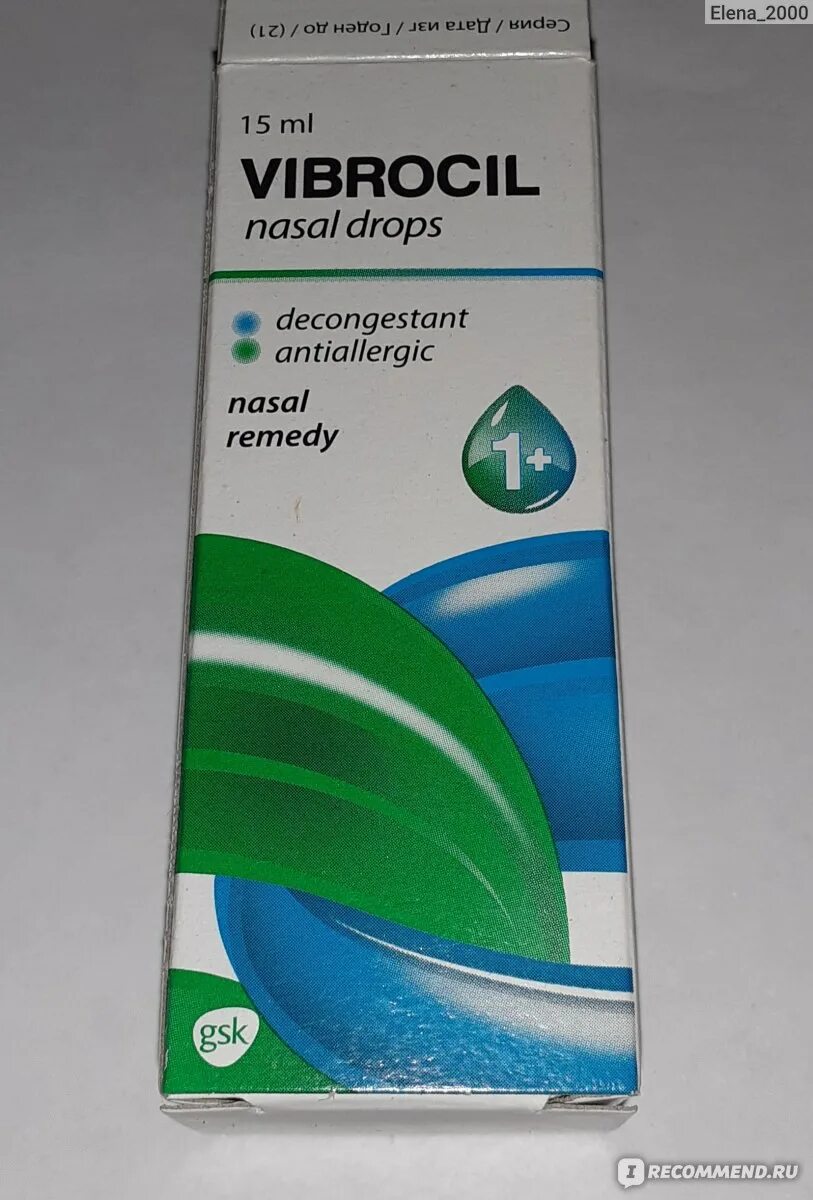 Elena_2000
Серия / Дата изг / Годен до / (21)
15 ml
VIBROCIL
nasal drops
decongestant
antiallergic
nasal
remedy
1+
gsk
I RECOMMEND.RU